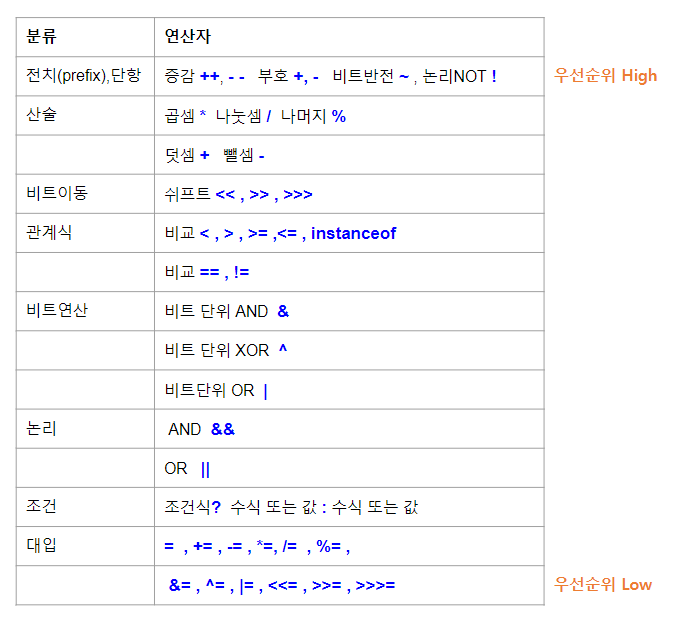 분류 연산자
전치(prefix),단항 증감 ++, - - 부호 +, - 비트반전 ~ , 논리NOT ! 우선순위 High
산술 곱셈 * 나눗셈 / 나머지 %
덧셈 + 뺄셈 -
비트이동 쉬프트 << , >> , >>>
관계식 비교 < , > , >= ,<= , instanceof
비교 == , !=
비트연산 비트 단위 AND &
비트 단위 XOR ^
비트단위 OR |
논리 AND &&
OR ||
조건 조건식? 수식 또는 값 : 수식 또는 값
대입 = , += , -= , *=, /= , %= ,
&= , ^= , |= , <<= , >>= , >>>= 우선순위 Low